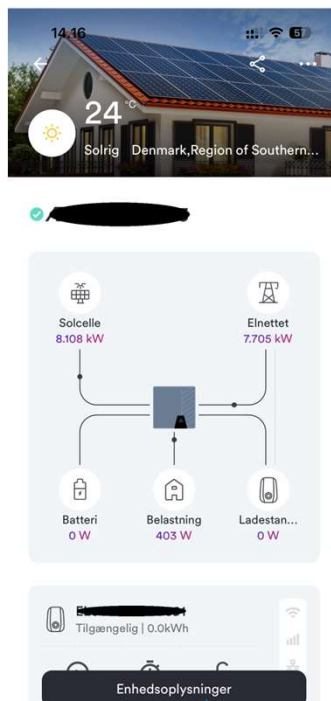 14.16
57
24 °C
Solrig Denmark,Region of Southern...
Solcelle
8.108 kW
Elnettet
7.705 kW
Batteri
0 W
Belastning
403 W
Ladestan...
0 W
Tilgængelig | 0.0kWh
Enhedsoplysninger